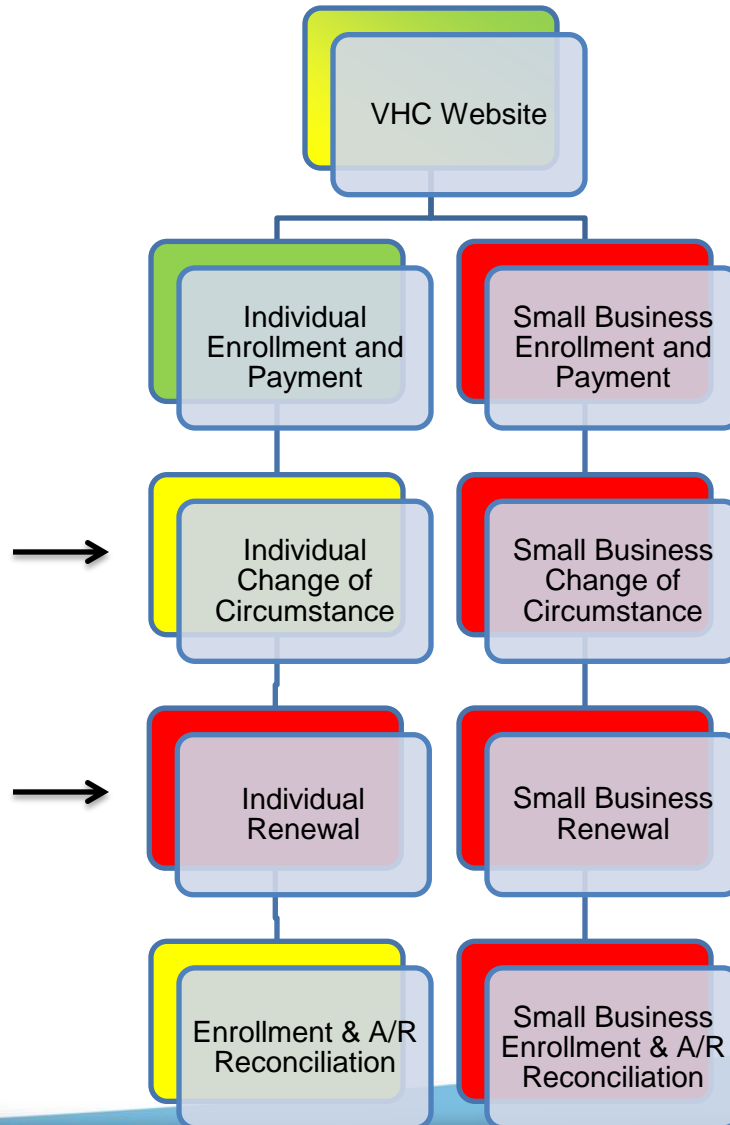 VHC Website
Individual
Enrollment and
Payment
Small Business
Enrollment and
Payment
Individual
Change of
Circumstance
Small Business
Change of
Circumstance
Individual
Renewal
Small Business
Renewal
Enrollment & A/R
Reconciliation
Small Business
Enrollment & A/R
Reconciliation